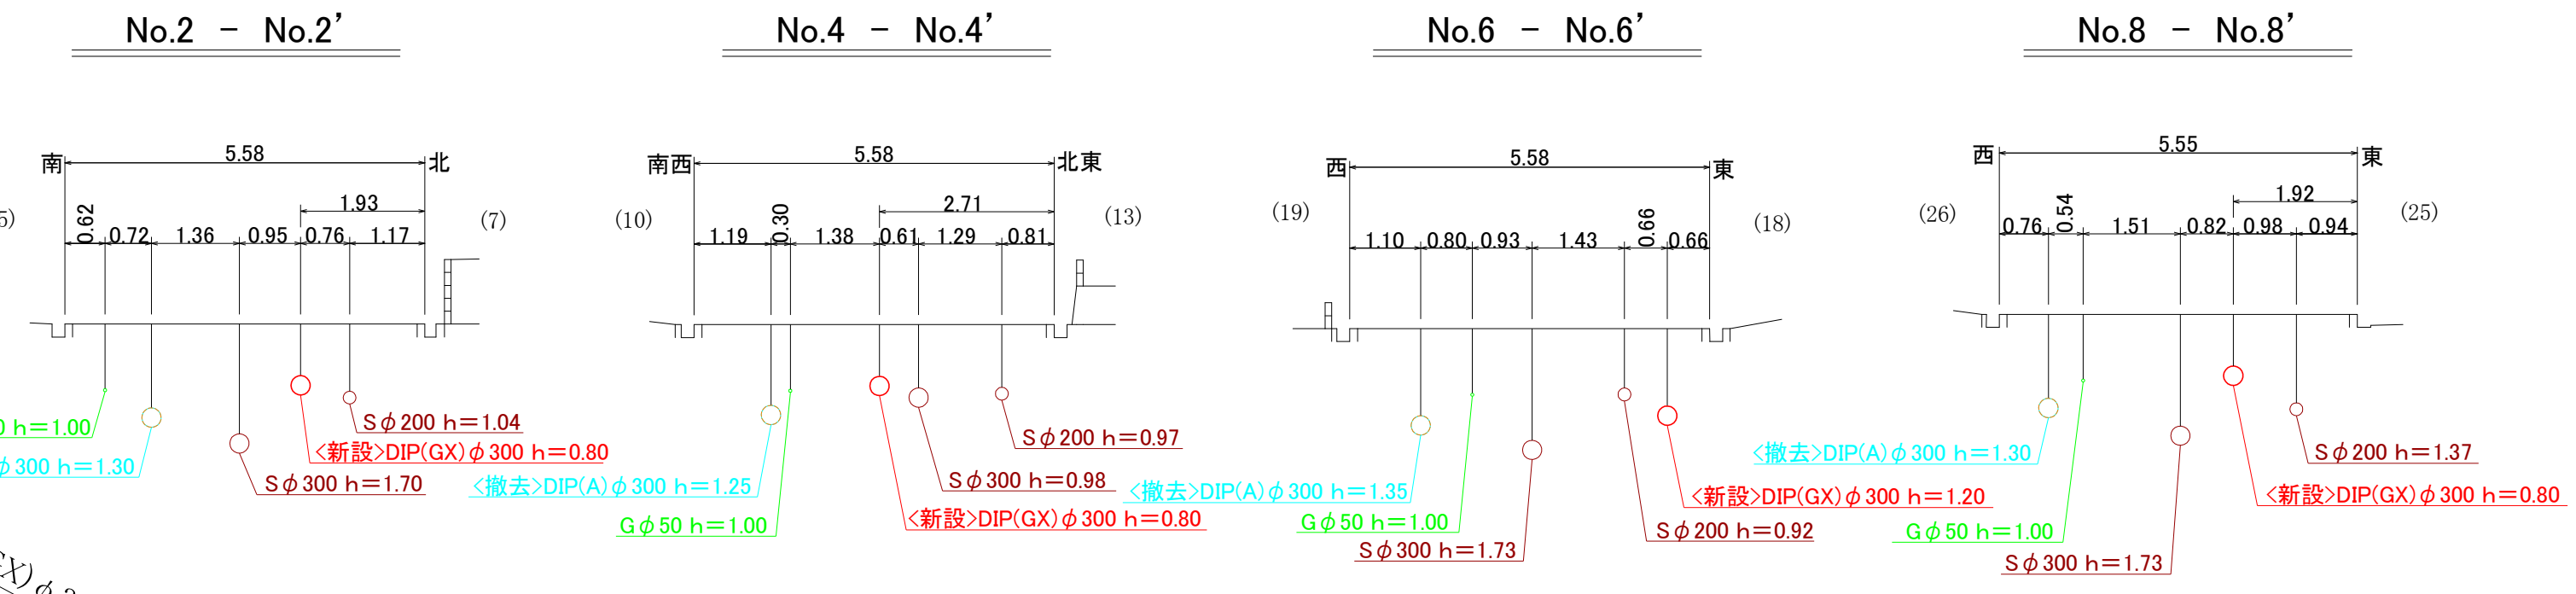 No.2 － No.2’
南
5.58
北
1.93
0.62
0.72
1.36
0.95
0.76
1.17
5)
(7)
0 h＝1.00
φ300 h＝1.30
Sφ200 h＝1.04
<新設>DIP(GX)φ300 h＝0.80
Sφ300 h＝1.70
No.4 － No.4’
南西
5.58
北東
2.71
(10)
(13)
1.19
0.30
1.38
0.61
1.29
0.81
Sφ200 h＝0.97
Sφ300 h＝0.98
<撤去>DIP(A)φ300 h＝1.25
<新設>DIP(GX)φ300 h＝0.80
Gφ50 h＝1.00
No.6 － No.6’
西
5.58
東
(19)
(18)
1.10
0.80
0.93
1.43
0.66
0.66
<撤去>DIP(A)φ300 h＝1.35
<新設>DIP(GX)φ300 h＝1.20
Gφ50 h＝1.00
Sφ200 h＝0.92
Sφ300 h＝1.73
No.8 － No.8’
西
5.55
東
1.92
(26)
(25)
0.76
0.54
1.51
0.82
0.98
0.94
<撤去>DIP(A)φ300 h＝1.30
Sφ200 h＝1.37
<新設>DIP(GX)φ300 h＝0.80
Gφ50 h＝1.00
Sφ300 h＝1.73